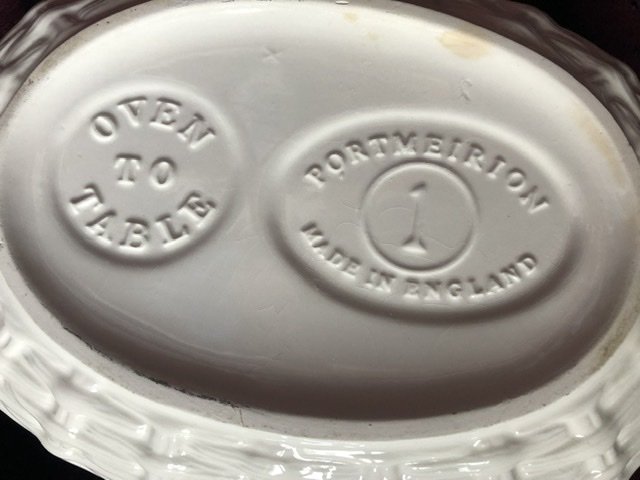 OVEN
TO
TABLE
PORTMEIRION
1
MADE IN ENGLAND